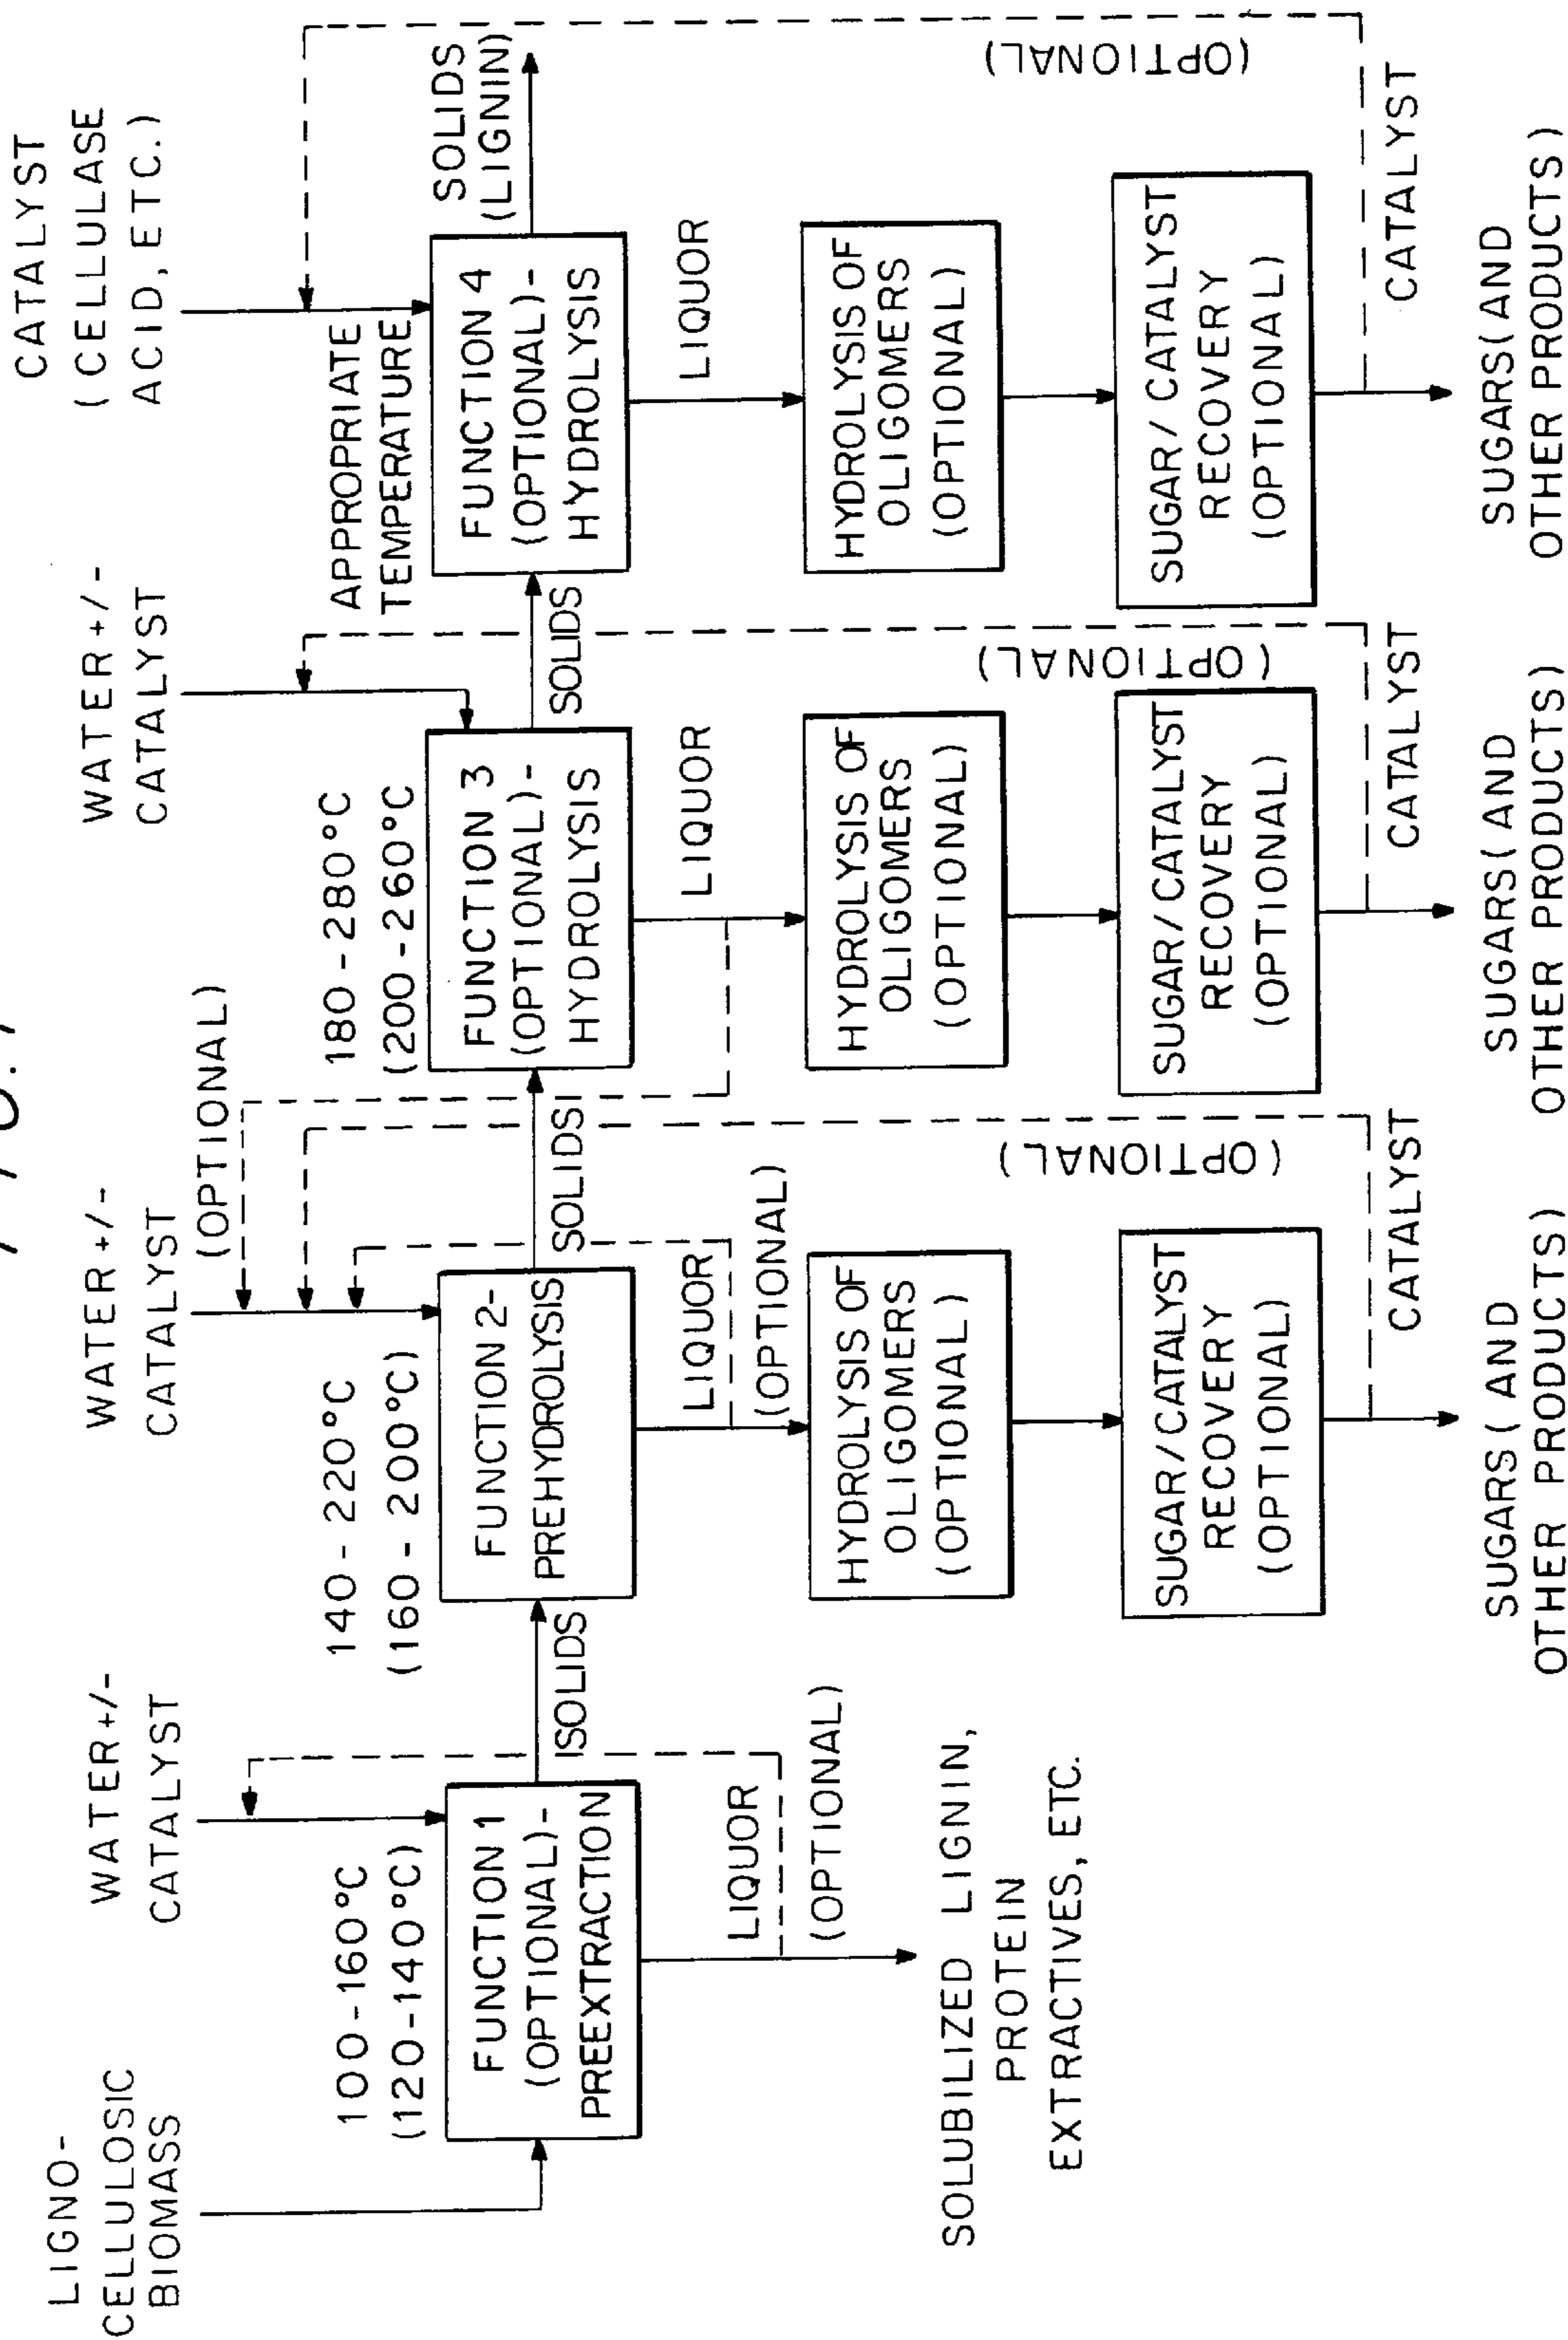 LIGNO-
CELLULOSIC
BIOMASS
WATER+/-
CATALYST
100-160°C
(120-140°C)
FUNCTION 1
(OPTIONAL)-
PREEXTRACTION
SOLIDS
LIQUOR
(OPTIONAL)
SOLUBILIZED LIGNIN,
PROTEIN
EXTRACTIVES, ETC.
WATER+/-
CATALYST
(OPTIONAL)
140-220°C
(160-200°C)
FUNCTION 2-
PREHYDROLYSIS
SOLIDS
LIQUOR
(OPTIONAL)
HYDROLYSIS OF
OLIGOMERS
(OPTIONAL)
SUGAR/CATALYST
RECOVERY
(OPTIONAL)
(OPTIONAL)
CATALYST
SUGARS(AND
OTHER PRODUCTS)
WATER+/-
CATALYST
180-280°C
(200-260°C)
FUNCTION 3
(OPTIONAL)-
HYDROLYSIS
SOLIDS
LIQUOR
HYDROLYSIS OF
OLIGOMERS
(OPTIONAL)
SUGAR/CATALYST
RECOVERY
(OPTIONAL)
(OPTIONAL)
CATALYST
SUGARS(AND
OTHER PRODUCTS)
CATALYST
(CELLULASE
ACID, ETC.)
APPROPRIATE
TEMPERATURE
FUNCTION 4
(OPTIONAL)-
HYDROLYSIS
SOLIDS
(LIGNIN)
LIQUOR
HYDROLYSIS OF
OLIGOMERS
(OPTIONAL)
SUGAR/CATALYST
RECOVERY
(OPTIONAL)
(OPTIONAL)
CATALYST
SUGARS(AND
OTHER PRODUCTS)